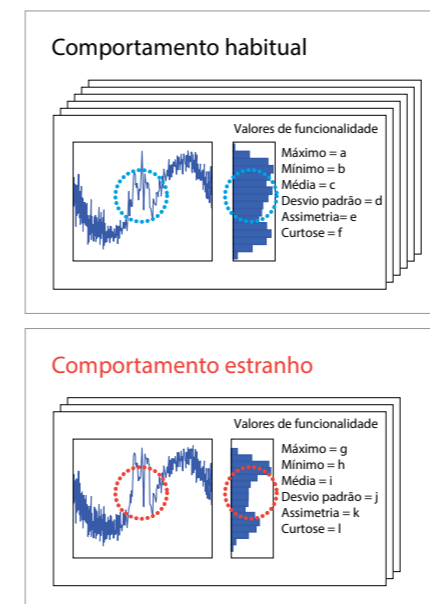 Comportamento habitual
Valores de funcionalidade
Máximo = a
Mínimo = b
Média = c
Desvio padrão = d
Assimetria= e
Curtose = f
Comportamento estranho
Valores de funcionalidade
Máximo = g
Mínimo = h
Média = i
Desvio padrão = j
Assimetria = k
Curtose = l